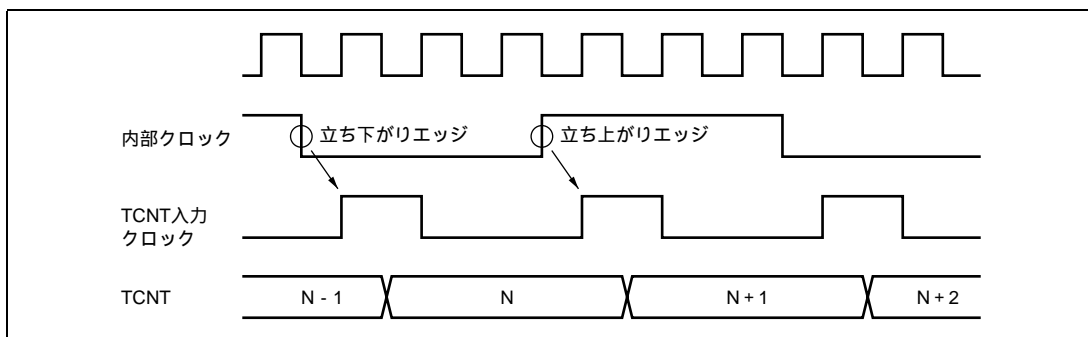 内部クロック
立ち下がりエッジ
立ち上がりエッジ
TCNT入力
クロック
TCNT
N - 1
N
N + 1
N + 2